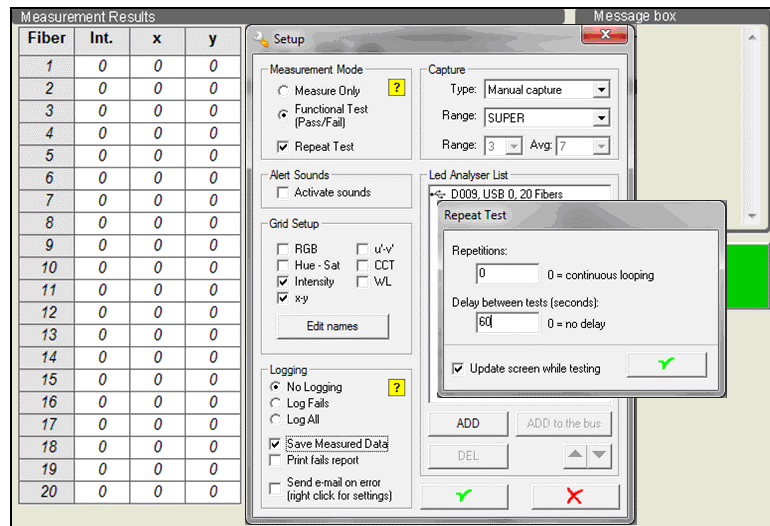 Measurement Results
Message box
Fiber Int. x y
1 0 0 0
2 0 0 0
3 0 0 0
4 0 0 0
5 0 0 0
6 0 0 0
7 0 0 0
8 0 0 0
9 0 0 0
10 0 0 0
11 0 0 0
12 0 0 0
13 0 0 0
14 0 0 0
15 0 0 0
16 0 0 0
17 0 0 0
18 0 0 0
19 0 0 0
20 0 0 0
Setup
Measurement Mode
Measure Only
?
Functional Test
(Pass/Fail)
Repeat Test
Alert Sounds
Activate sounds
Grid Setup
RGB u'-v'
Hue - Sat CCT
Intensity WL
x-y
Edit names
Logging
No Logging
?
Log Fails
Log All
Save Measured Data
Print fails report
Send e-mail on error
(right click for settings)
Capture
Type: Manual capture
Range: SUPER
Range: 3 Avg: 7
Led Analyser List
D009, USB 0, 20 Fibers
ADD ADD to the bus
DEL
Repeat Test
Repetitions:
0 0 = continuous looping
Delay between tests (seconds):
60 0 = no delay
Update screen while testing